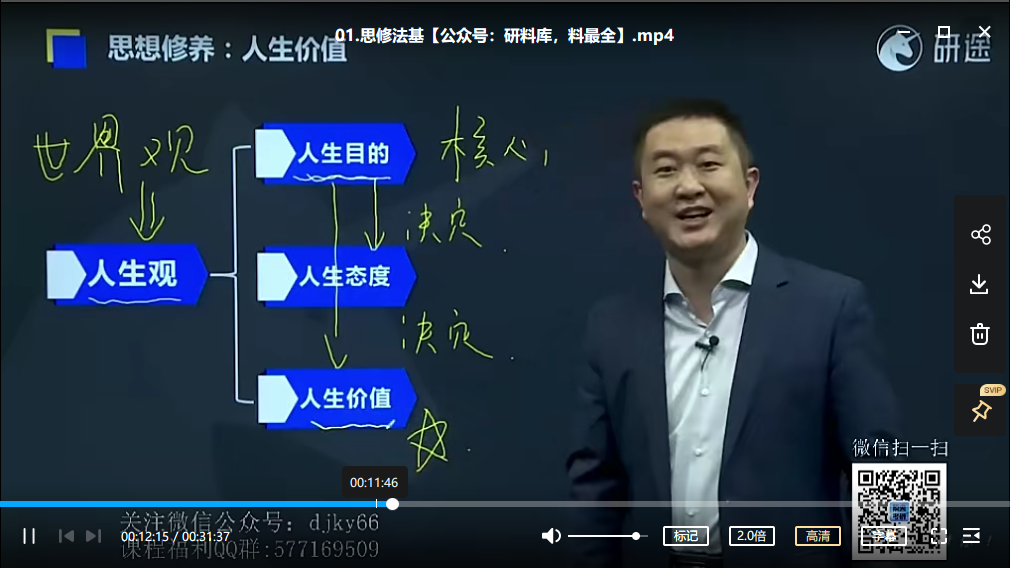 01.思修法基【公众号：研料库，料最全】.mp4
思想修养：人生价值
研途
世界观
人生目的
核心
决定
人生观
人生态度
决定
人生价值
SVIP
微信扫一扫
00:11:46
关注微信公众号：djky66
00:12:15 / 00:31:37
标记
2.0倍
高清
字幕
课程福利QQ群:577169509